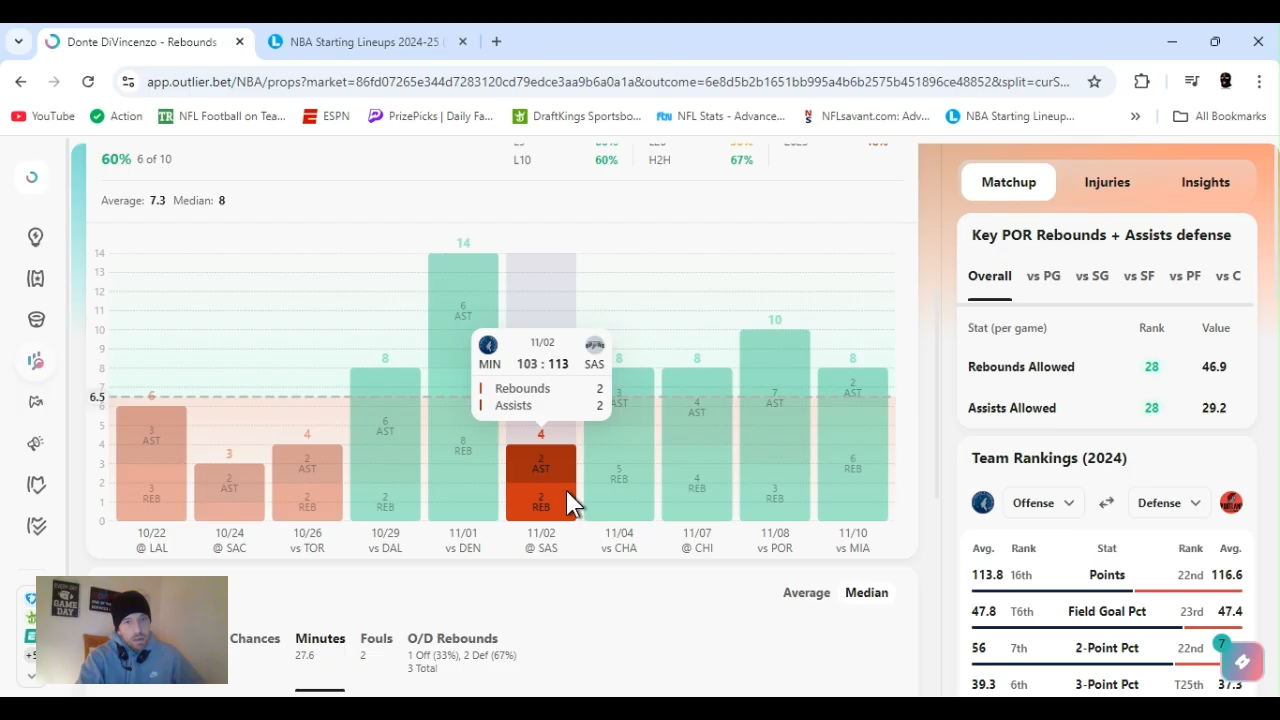 Donte DiVincenzo - Rebounds
NBA Starting Lineups 2024-25
app.outlier.bet/NBA/props?market=86fd07265e344d7283120cd79edce3aa9b6a0a1a&outcome=6e8d5b2b1651bb995a4b6b2575b451896ce48852&split=curS...
YouTube
Action
NFL Football on Tea...
ESPN
PrizePicks | Daily Fa...
DraftKings Sportsbo...
NFL Stats - Advance...
NFLsavant.com: Adv...
NBA Starting Lineup...
»
All Bookmarks
60% 6 of 10
L10 60%
H2H 67%
Average: 7.3 Median: 8
14
13
12
11
10
9
8
7
6.5
6
5
4
3
2
1
0
6
3 AST
3 REB
3
2 AST
4
2 AST
2 REB
8
6 AST
2 REB
14
6 AST
8 REB
4
2 AST
2 REB
8
3 AST
5 REB
8
4 AST
4 REB
10
7 AST
3 REB
8
2 AST
6 REB
11/02
MIN 103 : 113 SAS
Rebounds 2
Assists 2
10/22 @ LAL
10/24 @ SAC
10/26 vs TOR
10/29 vs DAL
11/01 vs DEN
11/02 @ SAS
11/04 vs CHA
11/07 @ CHI
11/08 vs POR
11/10 vs MIA
Average Median
Chances
Minutes
27.6
Fouls
2
O/D Rebounds
1 Off (33%), 2 Def (67%)
3 Total
Matchup Injuries Insights
Key POR Rebounds + Assists defense
Overall vs PG vs SG vs SF vs PF vs C
Stat (per game) Rank Value
Rebounds Allowed 28 46.9
Assists Allowed 28 29.2
Team Rankings (2024)
Offense Defense
Avg. Rank Stat Rank Avg.
113.8 16th Points 22nd 116.6
47.8 T6th Field Goal Pct 23rd 47.4
56 7th 2-Point Pct 22nd
39.3 6th 3-Point Pct T25th 37.3
7
GAME DAY